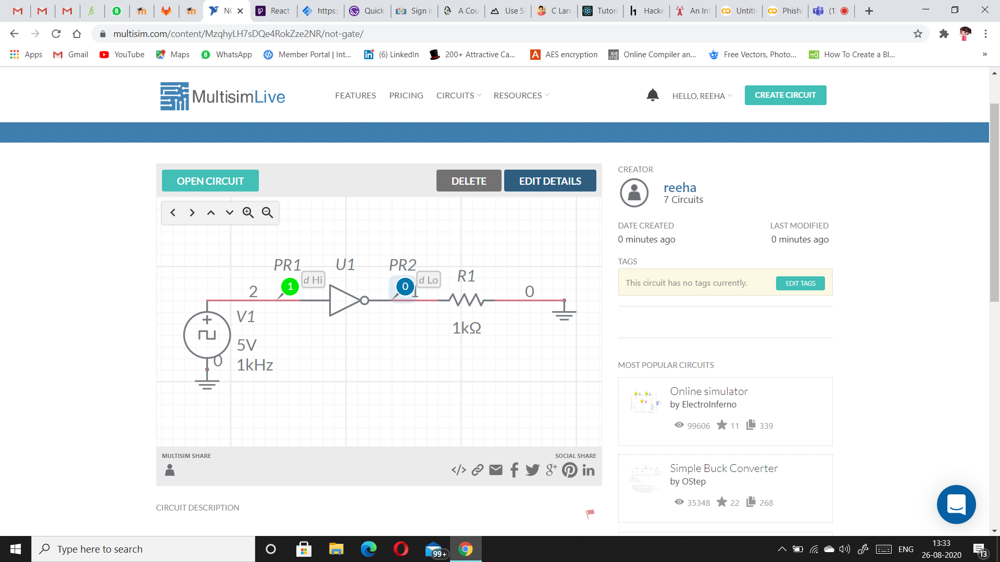 NO
React
https:/
Quick
Sign i
A Cou
Use S
C Lan
Tutori
Hacke
An Int
Untitl
Phishi
(1
multisim.com/content/MzqhyLH7sDQe4RokZze2NR/not-gate/
Apps
Gmail
YouTube
Maps
WhatsApp
Member Portal | Int...
(6) LinkedIn
200+ Attractive Ca...
AES encryption
Online Compiler an...
Free Vectors, Photo...
How To Create a Bl...
»
MultisimLive
FEATURES
PRICING
CIRCUITS
RESOURCES
HELLO, REEHA
CREATE CIRCUIT
OPEN CIRCUIT
DELETE
EDIT DETAILS
PR1
U1
PR2
R1
1
d Hi
0
d Lo
2
1
0
V1
5V
1kHz
0
1kΩ
MULTISIM SHARE
SOCIAL SHARE
CIRCUIT DESCRIPTION
CREATOR
reeha
7 Circuits
DATE CREATED
LAST MODIFIED
0 minutes ago
0 minutes ago
TAGS
This circuit has no tags currently.
EDIT TAGS
MOST POPULAR CIRCUITS
Online simulator
by ElectroInferno
99606
11
339
Simple Buck Converter
by OStep
35348
22
268
Type here to search
99+
ENG
13:33
26-08-2020
13